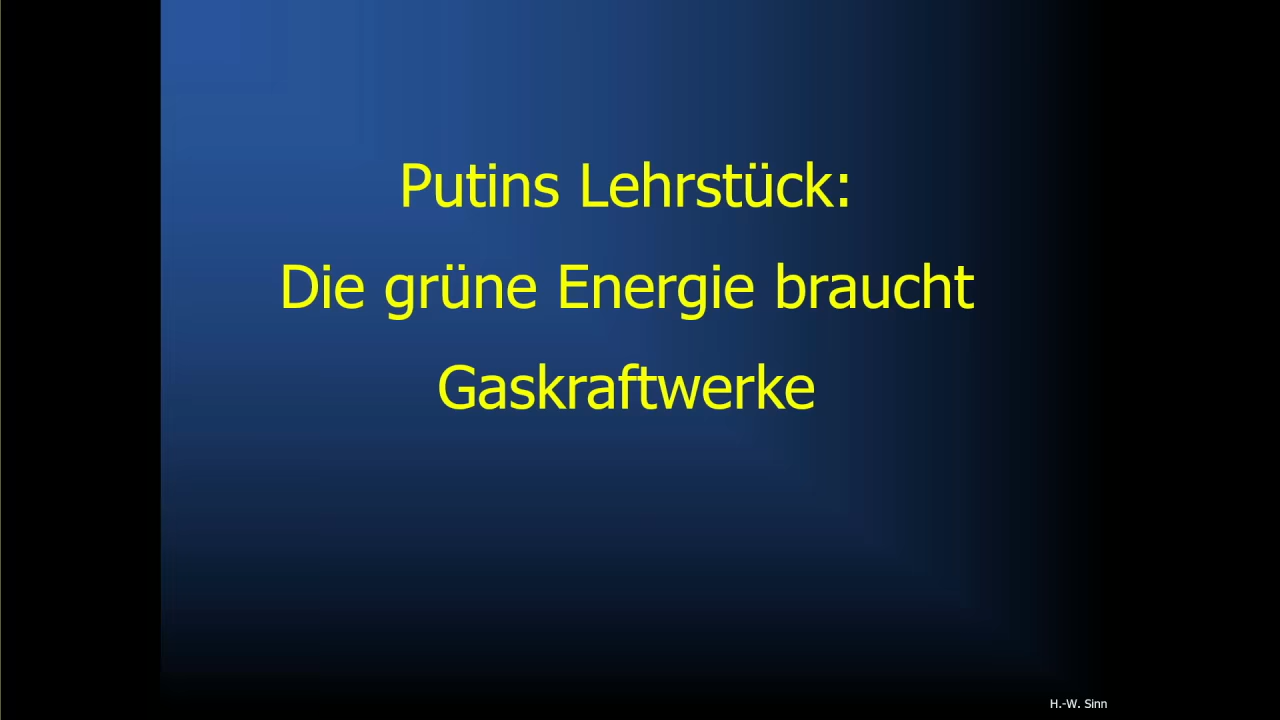 Putins Lehrstück:
Die grüne Energie braucht
Gaskraftwerke
H.-W. Sinn